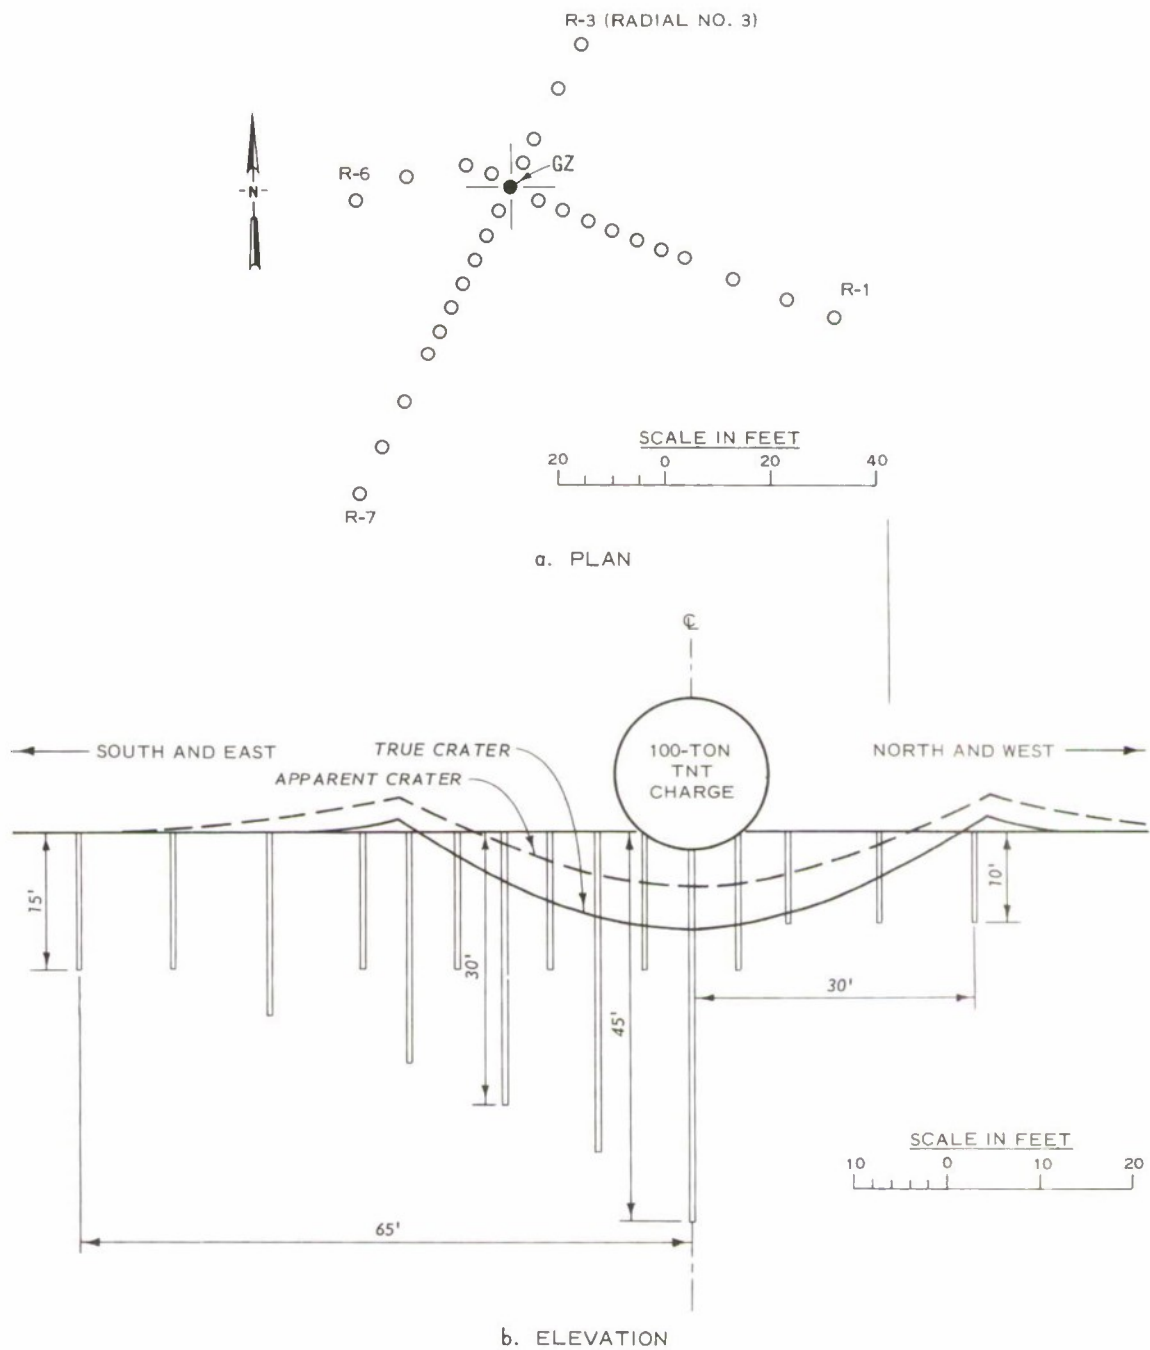 R-3 (RADIAL NO. 3)
GZ
R-6
-N-
R-1
R-7
SCALE IN FEET
20 0 20 40
a. PLAN
℄
SOUTH AND EAST
TRUE CRATER
APPARENT CRATER
100-TON
TNT
CHARGE
NORTH AND WEST
15'
30'
45'
10'
30'
65'
SCALE IN FEET
10 0 10 20
b. ELEVATION